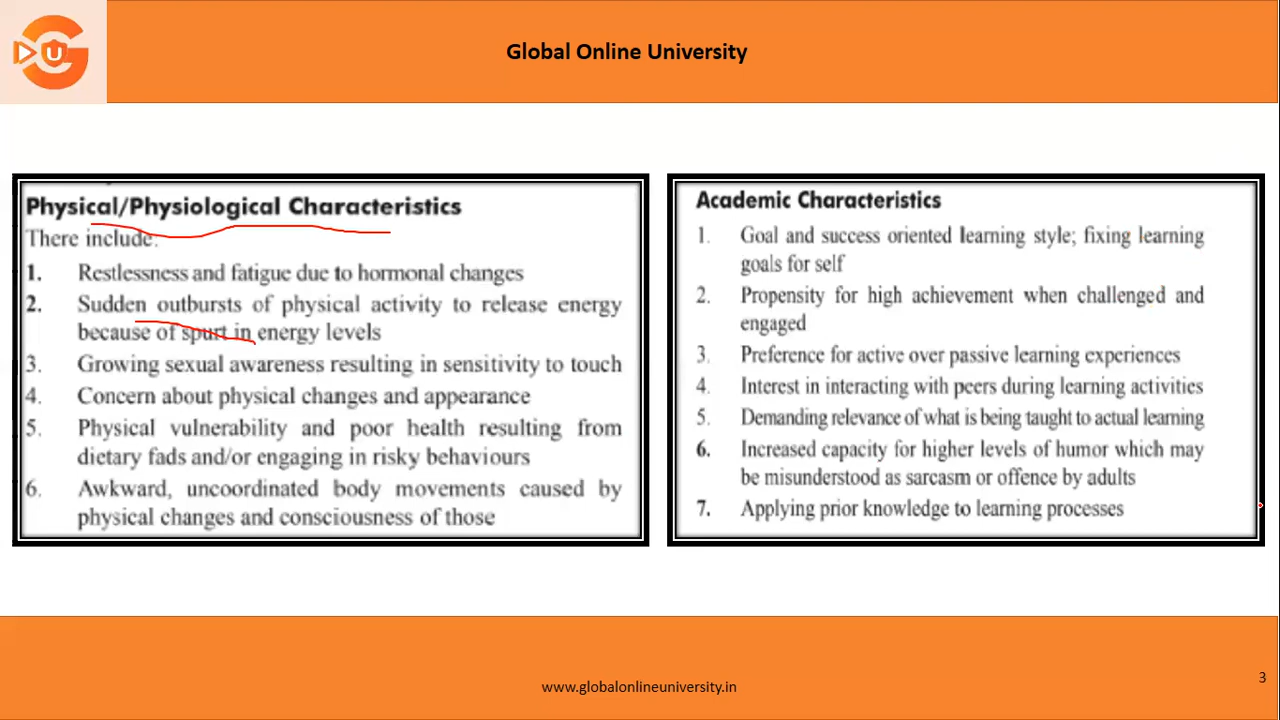 Global Online University
Physical/Physiological Characteristics
There include:
1. Restlessness and fatigue due to hormonal changes
2. Sudden outbursts of physical activity to release energy
because of spurt in energy levels
3. Growing sexual awareness resulting in sensitivity to touch
4. Concern about physical changes and appearance
5. Physical vulnerability and poor health resulting from
dietary fads and/or engaging in risky behaviours
6. Awkward, uncoordinated body movements caused by
physical changes and consciousness of those
Academic Characteristics
1. Goal and success oriented learning style; fixing learning
goals for self
2. Propensity for high achievement when challenged and
engaged
3. Preference for active over passive learning experiences
4. Interest in interacting with peers during learning activities
5. Demanding relevance of what is being taught to actual learning
6. Increased capacity for higher levels of humor which may
be misunderstood as sarcasm or offence by adults
7. Applying prior knowledge to learning processes
www.globalonlineuniversity.in
3